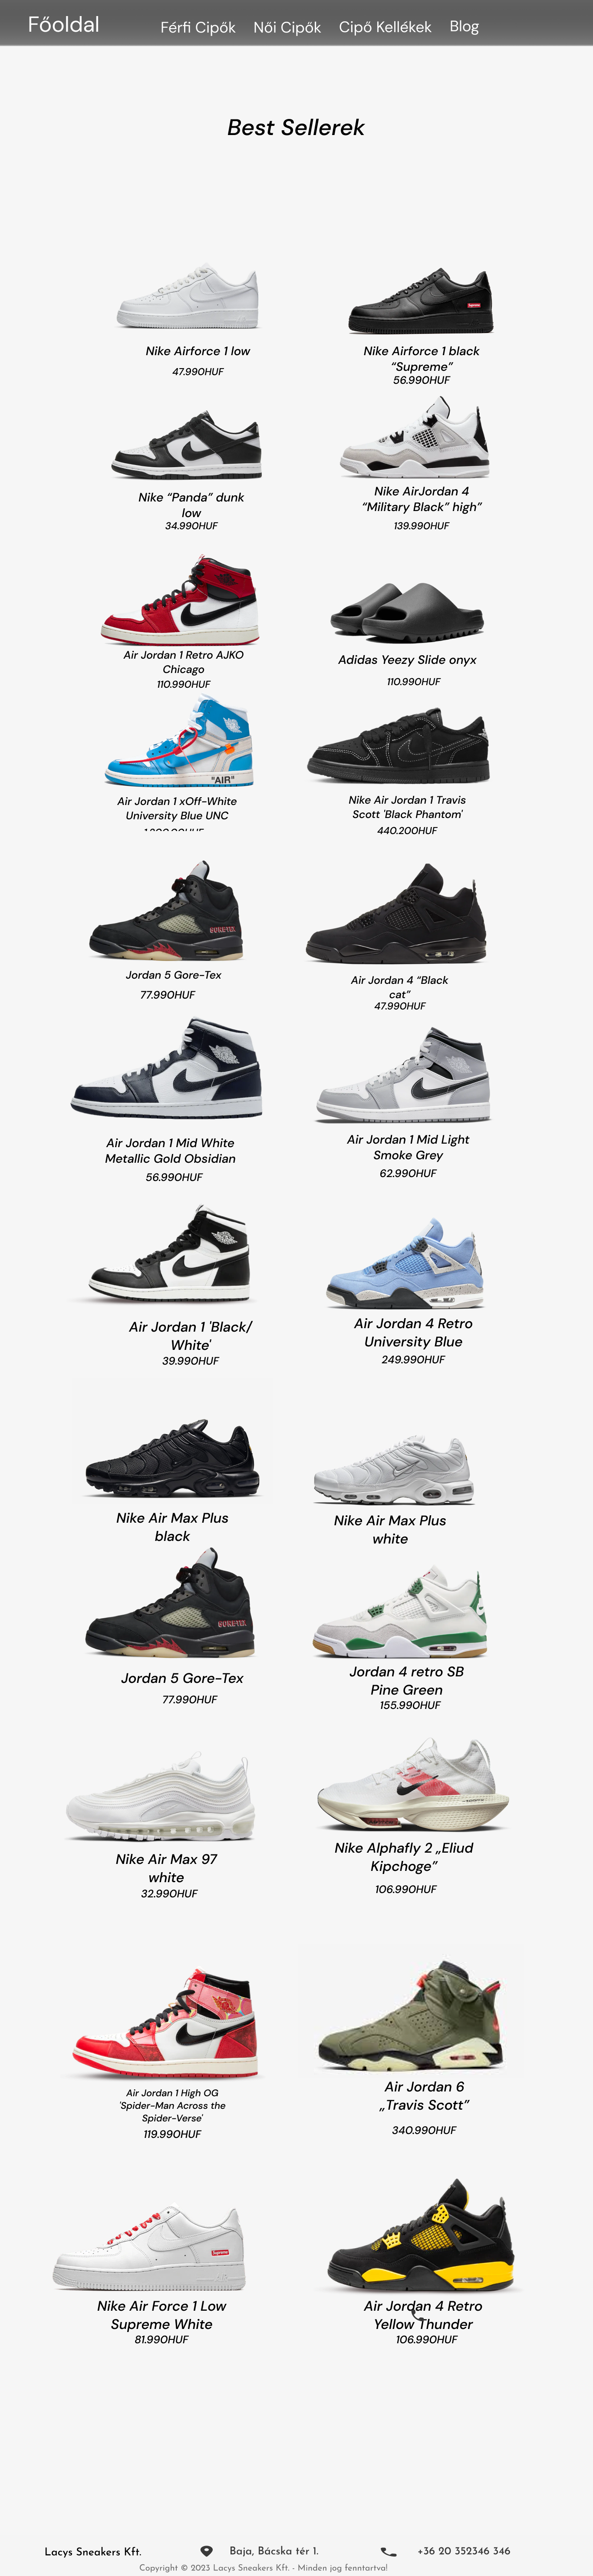 Főoldal
Férfi Cipők
Női Cipők
Cipő Kellékek
Blog
Best Sellerek
Nike Airforce 1 low
47.990HUF
Nike Airforce 1 black
“Supreme”
56.990HUF
Nike “Panda” dunk
low
34.990HUF
Nike AirJordan 4
“Military Black” high”
139.990HUF
Air Jordan 1 Retro AJKO
Chicago
110.990HUF
Adidas Yeezy Slide onyx
110.990HUF
"AIR"
Air Jordan 1 xOff-White
University Blue UNC
Nike Air Jordan 1 Travis
Scott 'Black Phantom'
440.200HUF
GORE-TEX
Jordan 5 Gore-Tex
77.990HUF
Air Jordan 4 “Black
cat”
47.990HUF
Air Jordan 1 Mid White
Metallic Gold Obsidian
56.990HUF
Air Jordan 1 Mid Light
Smoke Grey
62.990HUF
Air Jordan 1 'Black/
White'
39.990HUF
Air Jordan 4 Retro
University Blue
249.990HUF
Nike Air Max Plus
black
Nike Air Max Plus
white
GORE-TEX
Jordan 5 Gore-Tex
77.990HUF
Jordan 4 retro SB
Pine Green
155.990HUF
Nike Air Max 97
white
32.990HUF
Nike Alphafly 2 „Eliud
Kipchoge”
106.990HUF
Air Jordan 1 High OG
'Spider-Man Across the
Spider-Verse'
119.990HUF
Air Jordan 6
„Travis Scott”
340.990HUF
Supreme
Nike Air Force 1 Low
Supreme White
81.990HUF
Air Jordan 4 Retro
Yellow Thunder
106.990HUF
Lacys Sneakers Kft.
Baja, Bácska tér 1.
+36 20 352346 346
Copyright © 2023 Lacys Sneakers Kft. - Minden jog fenntartva!